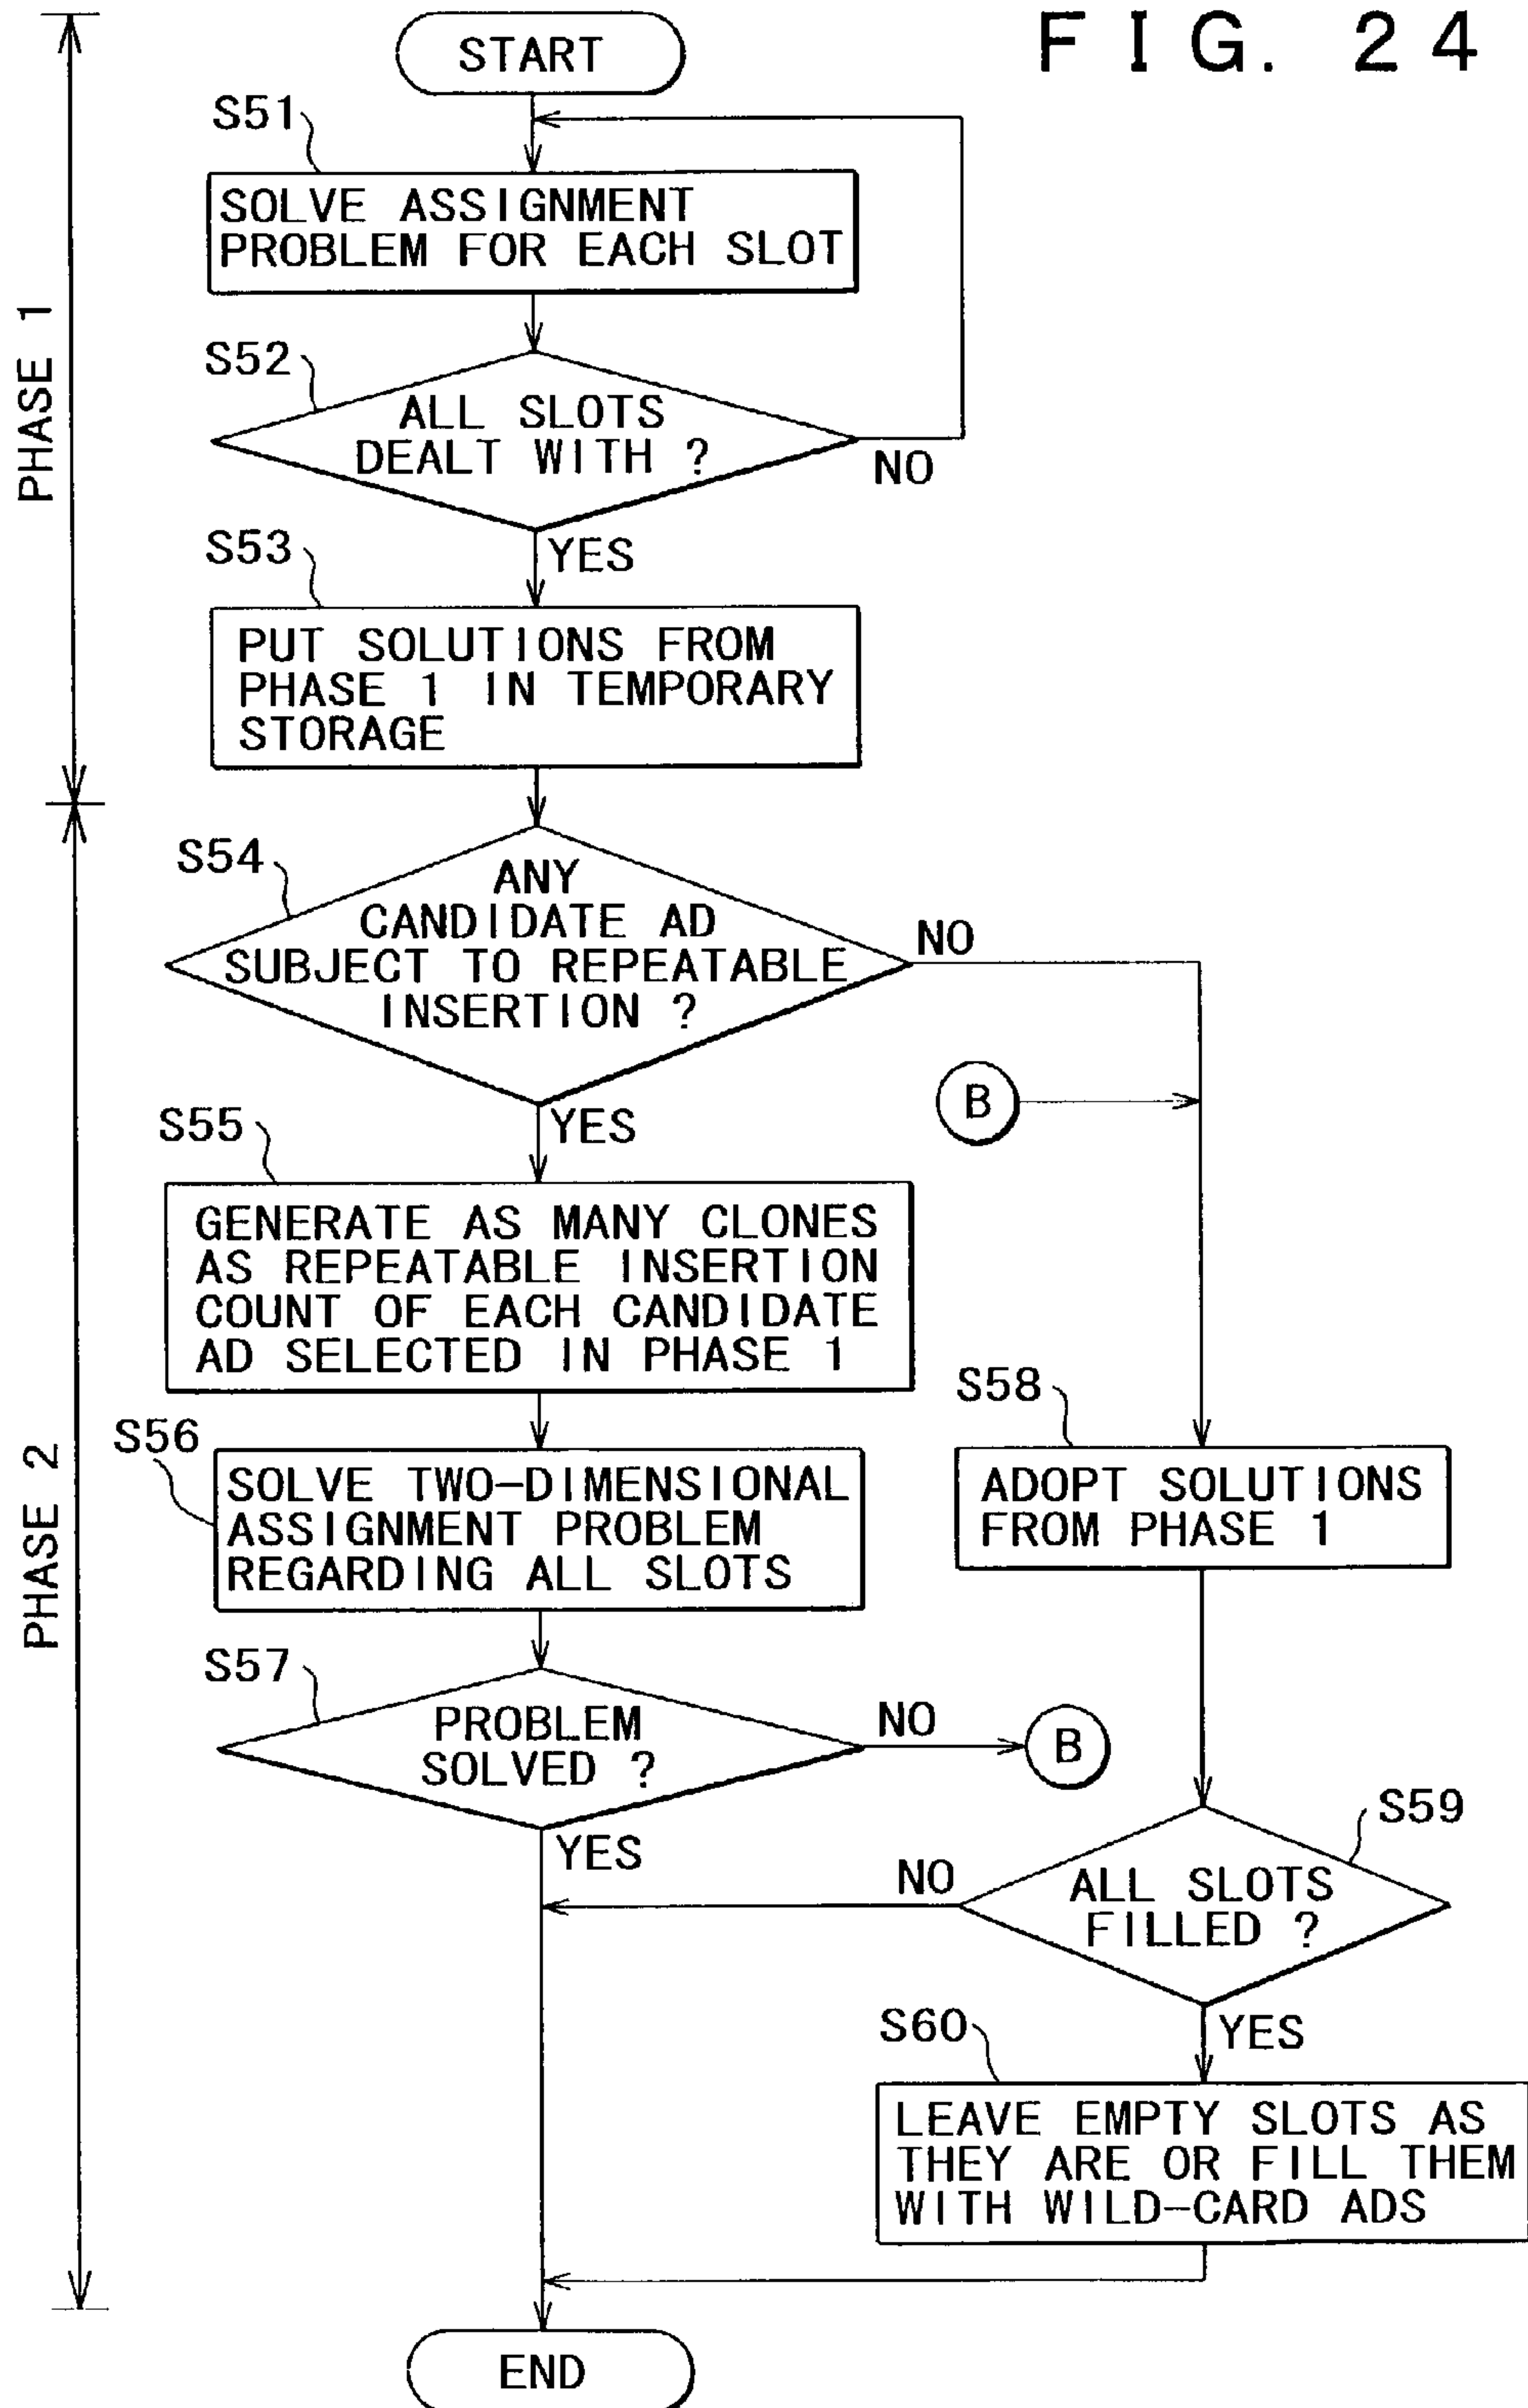 FIG. 24
START
S51
SOLVE ASSIGNMENT
PROBLEM FOR EACH SLOT
S52
ALL SLOTS
DEALT WITH ?
NO
YES
S53
PUT SOLUTIONS FROM
PHASE 1 IN TEMPORARY
STORAGE
PHASE 1
S54
ANY
CANDIDATE AD
SUBJECT TO REPEATABLE
INSERTION ?
NO
YES
B
S55
GENERATE AS MANY CLONES
AS REPEATABLE INSERTION
COUNT OF EACH CANDIDATE
AD SELECTED IN PHASE 1
S56
SOLVE TWO-DIMENSIONAL
ASSIGNMENT PROBLEM
REGARDING ALL SLOTS
S58
ADOPT SOLUTIONS
FROM PHASE 1
PHASE 2
S57
PROBLEM
SOLVED ?
NO
B
YES
S59
ALL SLOTS
FILLED ?
NO
YES
S60
LEAVE EMPTY SLOTS AS
THEY ARE OR FILL THEM
WITH WILD-CARD ADS
END